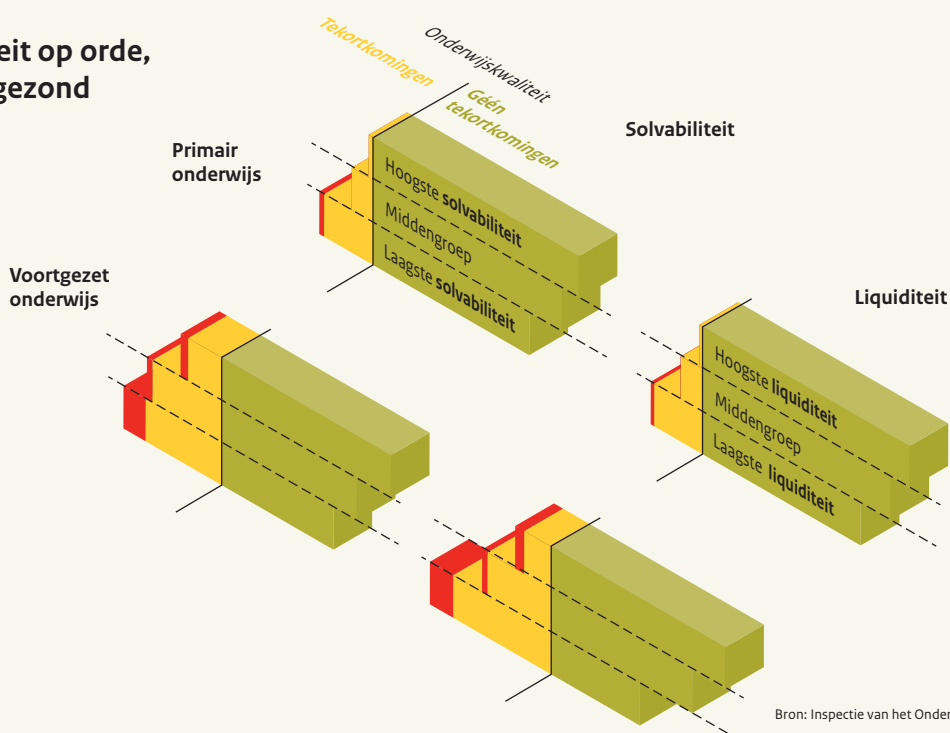 eit op orde,
gezond
Tekortkomingen
Onderwijskwaliteit
Géén
tekortkomingen
Solvabiliteit
Primair
onderwijs
Hoogste solvabiliteit
Middengroep
Laagste solvabiliteit
Voortgezet
onderwijs
Liquiditeit
Hoogste liquiditeit
Middengroep
Laagste liquiditeit
Bron: Inspectie van het Onder